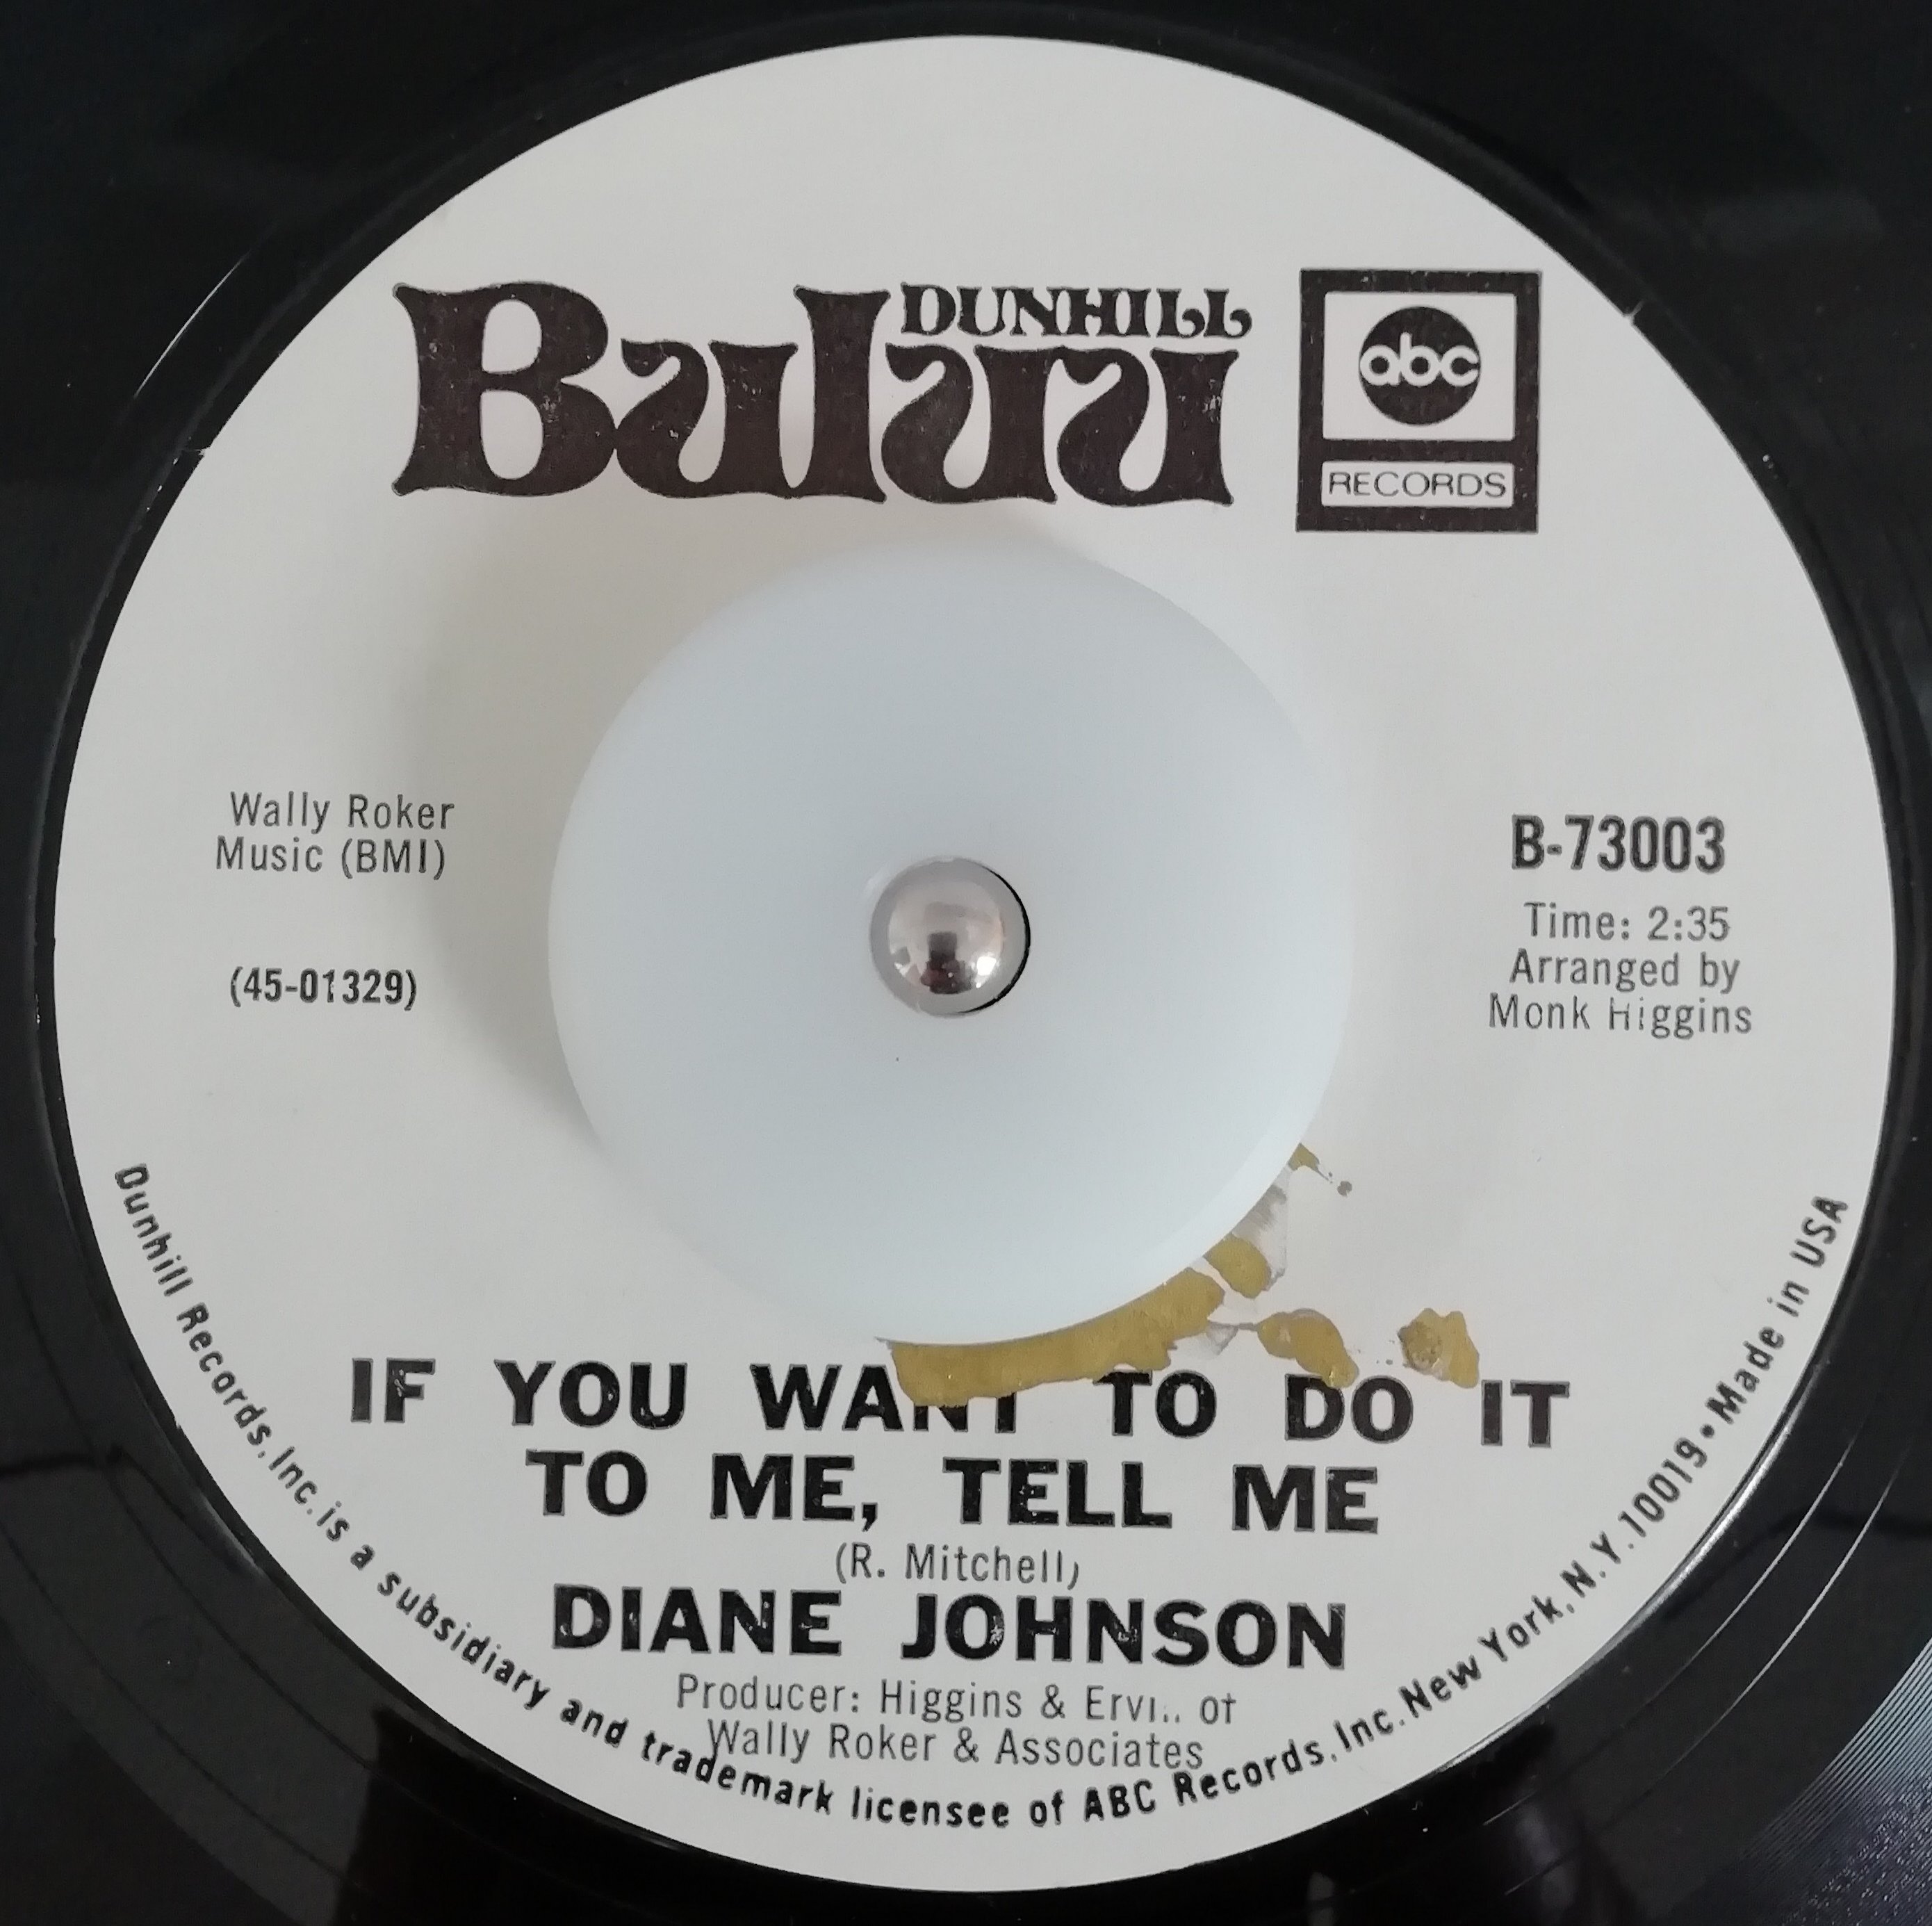 DUNHILL
Buluu
abc
RECORDS
Wally Roker
Music (BMI)
(45-01329)
B-73003
Time: 2:35
Arranged by
Monk Higgins
IF YOU WANT TO DO IT
TO ME, TELL ME
(R. Mitchell)
DIANE JOHNSON
Producer: Higgins & of
Wally Roker & Associates
Dunhill Records, Inc. is a subsidiary and trademark licensee of ABC Records, Inc. New York, N.Y. 10019 • Made in USA